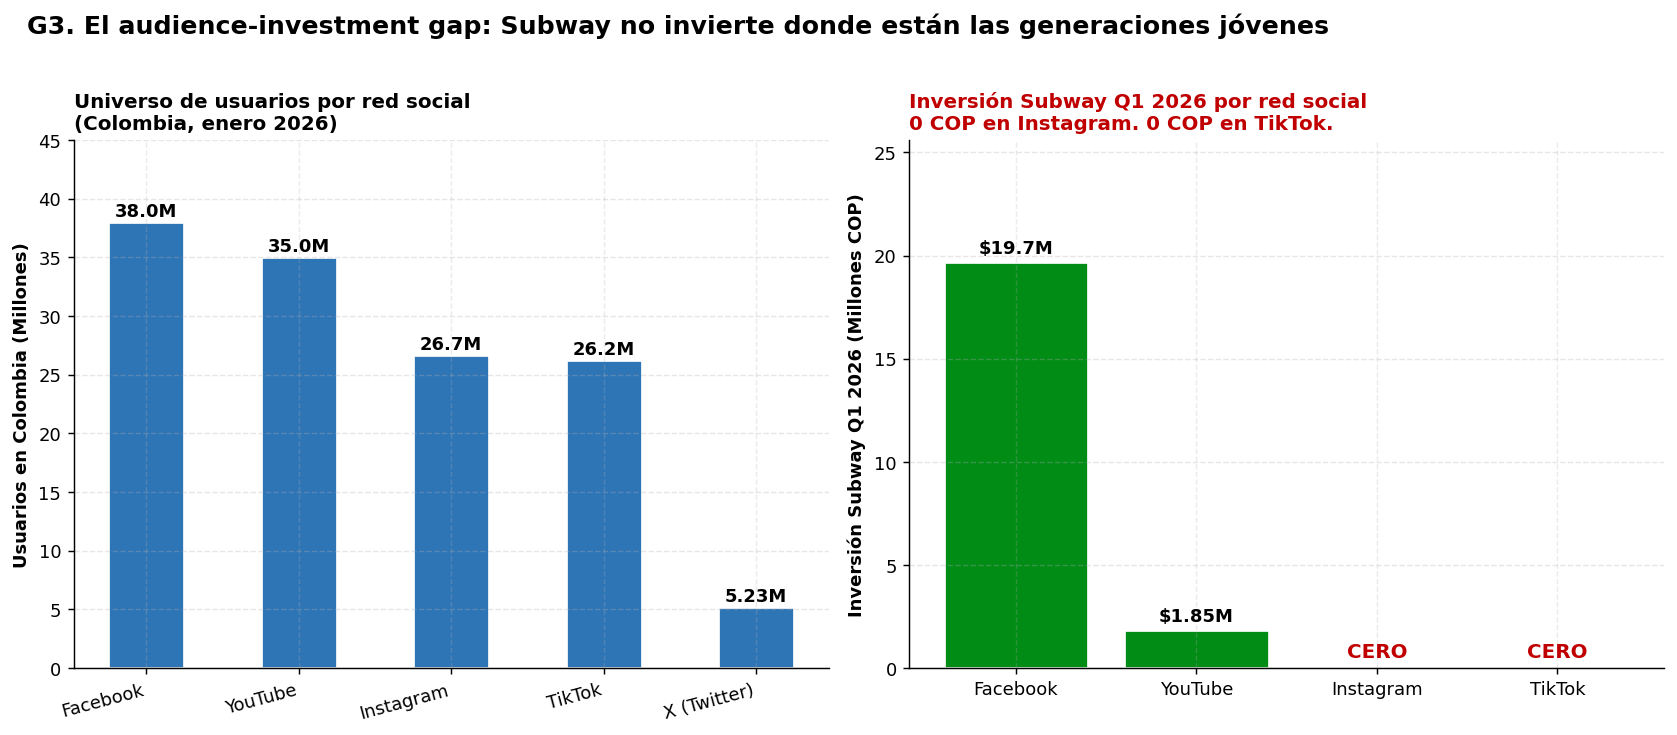 G3. El audience-investment gap: Subway no invierte donde están las generaciones jóvenes
Universo de usuarios por red social
(Colombia, enero 2026)
Usuarios en Colombia (Millones)
45
40
35
30
25
20
15
10
5
0
38.0M
35.0M
26.7M
26.2M
5.23M
Facebook
YouTube
Instagram
TikTok
X (Twitter)
Inversión Subway Q1 2026 por red social
0 COP en Instagram. 0 COP en TikTok.
Inversión Subway Q1 2026 (Millones COP)
25
20
15
10
5
0
$19.7M
$1.85M
CERO
CERO
Facebook
YouTube
Instagram
TikTok